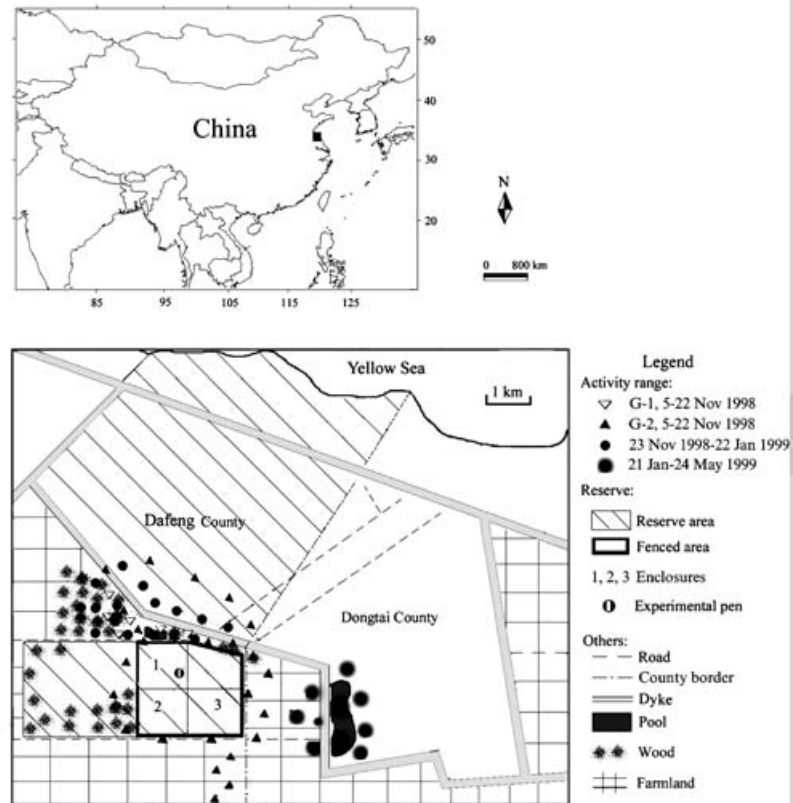 50
40
China
30
20
N
0 800 km
85 95 105 115 125
Yellow Sea
1 km
Dafeng County
Dongtai County
1
2 3
Legend
Activity range:
G-1, 5-22 Nov 1998
G-2, 5-22 Nov 1998
23 Nov 1998-22 Jan 1999
21 Jan-24 May 1999
Reserve:
Reserve area
Fenced area
1, 2, 3 Enclosures
Experimental pen
Others:
Road
County border
Dyke
Pool
Wood
Farmland